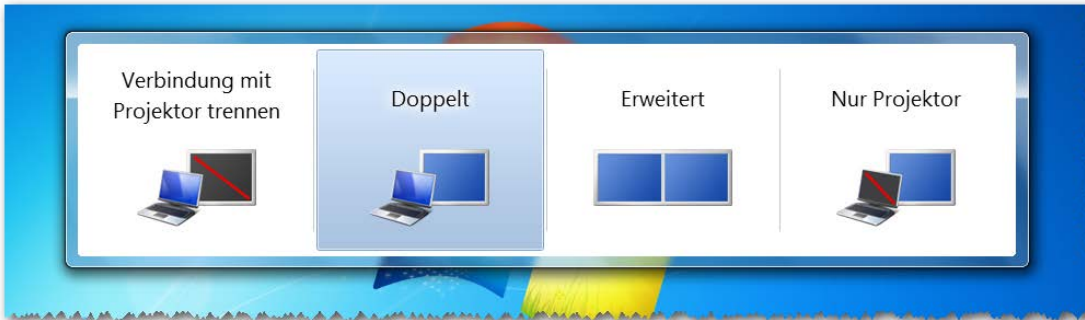 Verbindung mit
Projektor trennen
Doppelt
Erweitert
Nur Projektor